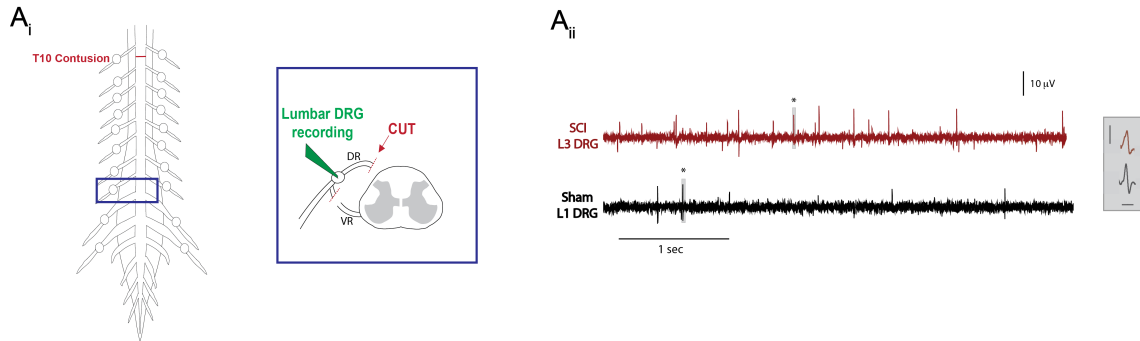 Ai
T10 Contusion
Lumbar DRG
recording
CUT
DR
VR
Aii
10 µV
*
SCI
L3 DRG
*
Sham
L1 DRG
1 sec